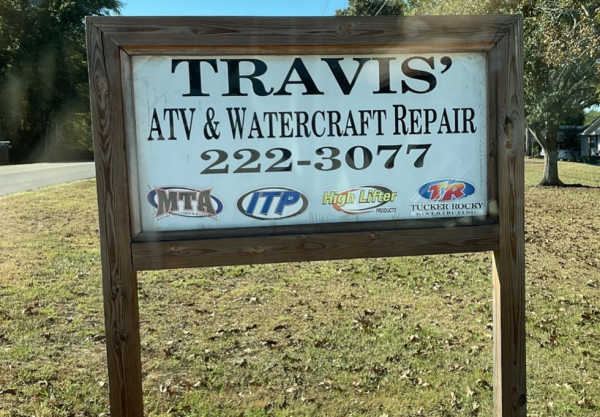 TRAVIS'
ATV & WATERCRAFT REPAIR
222-3077
MTA ITP High Lifter PRODUCTS TR
TUCKER ROCKY
DISTRIBUTING